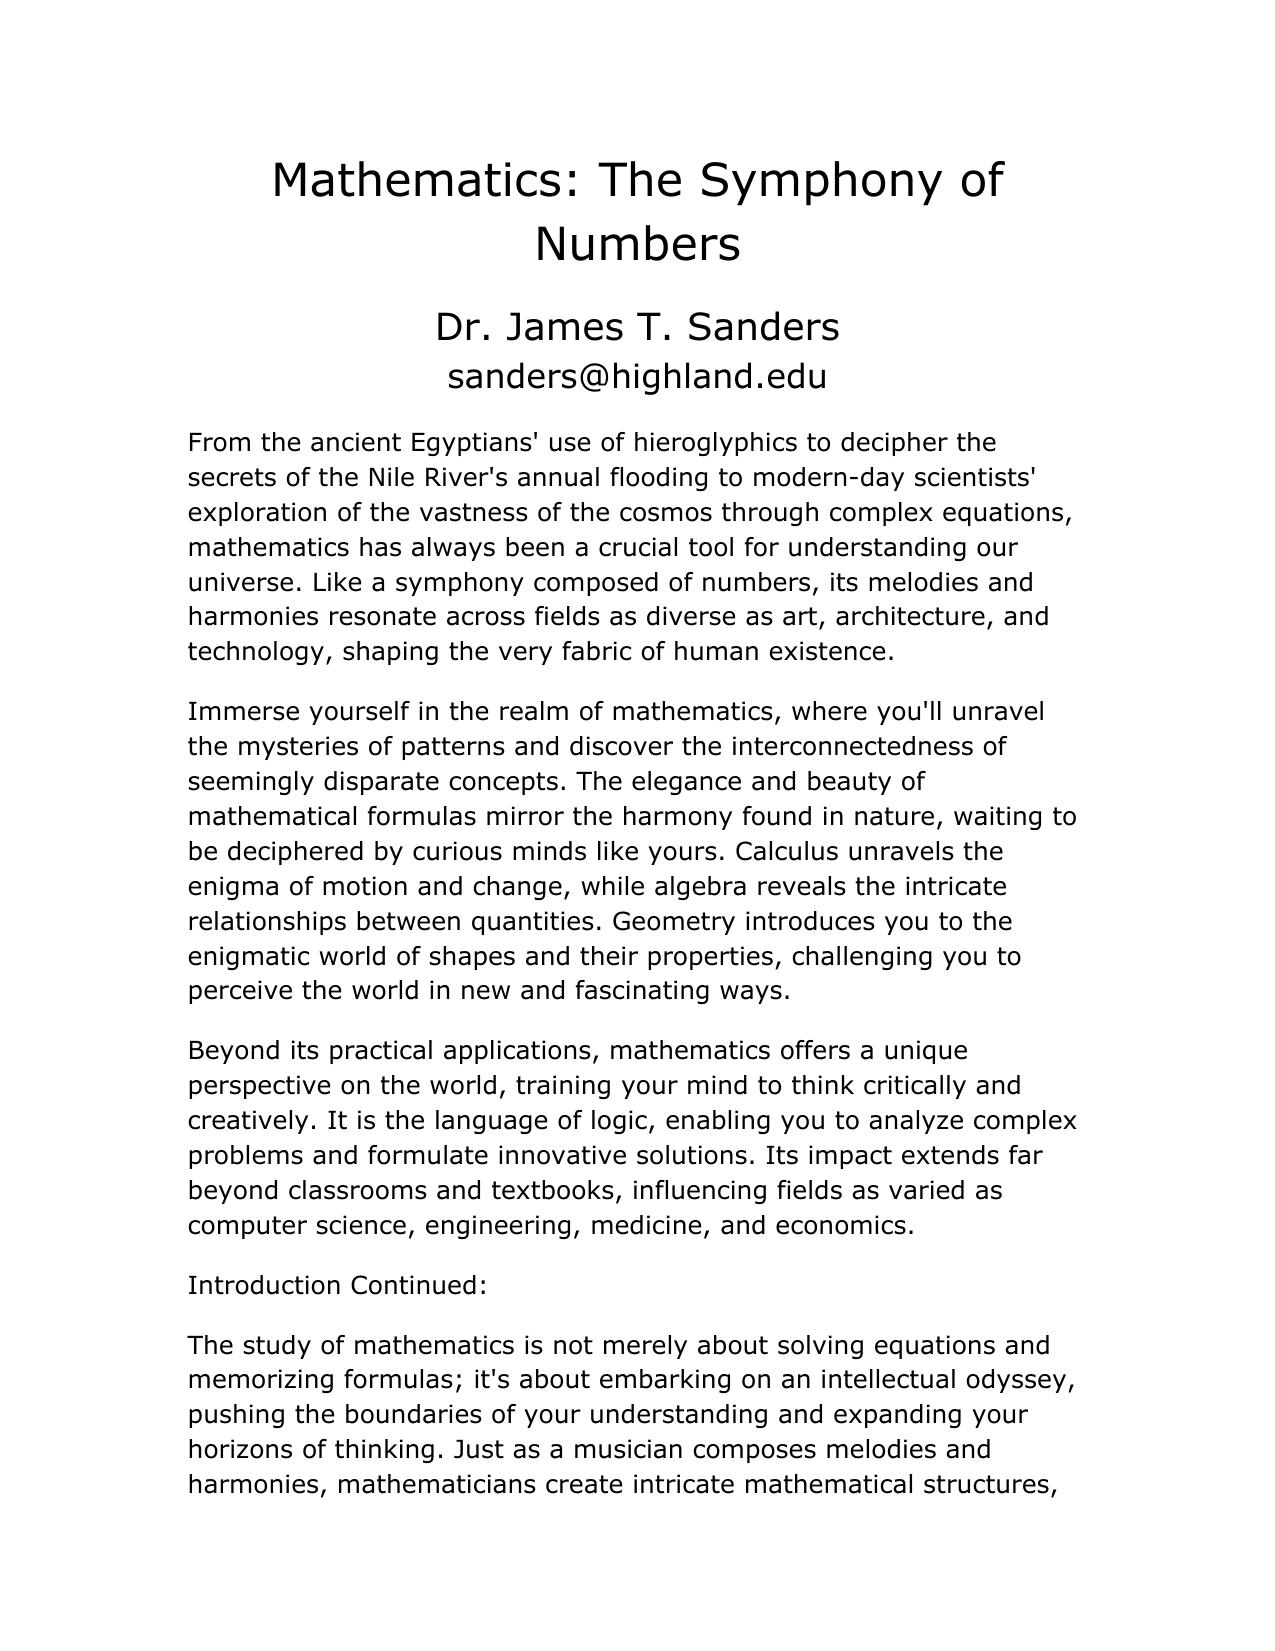 Mathematics: The Symphony of
Numbers
Dr. James T. Sanders
sanders@highland.edu
From the ancient Egyptians' use of hieroglyphics to decipher the
secrets of the Nile River's annual flooding to modern-day scientists'
exploration of the vastness of the cosmos through complex equations,
mathematics has always been a crucial tool for understanding our
universe. Like a symphony composed of numbers, its melodies and
harmonies resonate across fields as diverse as art, architecture, and
technology, shaping the very fabric of human existence.
Immerse yourself in the realm of mathematics, where you'll unravel
the mysteries of patterns and discover the interconnectedness of
seemingly disparate concepts. The elegance and beauty of
mathematical formulas mirror the harmony found in nature, waiting to
be deciphered by curious minds like yours. Calculus unravels the
enigma of motion and change, while algebra reveals the intricate
relationships between quantities. Geometry introduces you to the
enigmatic world of shapes and their properties, challenging you to
perceive the world in new and fascinating ways.
Beyond its practical applications, mathematics offers a unique
perspective on the world, training your mind to think critically and
creatively. It is the language of logic, enabling you to analyze complex
problems and formulate innovative solutions. Its impact extends far
beyond classrooms and textbooks, influencing fields as varied as
computer science, engineering, medicine, and economics.
Introduction Continued:
The study of mathematics is not merely about solving equations and
memorizing formulas; it's about embarking on an intellectual odyssey,
pushing the boundaries of your understanding and expanding your
horizons of thinking. Just as a musician composes melodies and
harmonies, mathematicians create intricate mathematical structures,